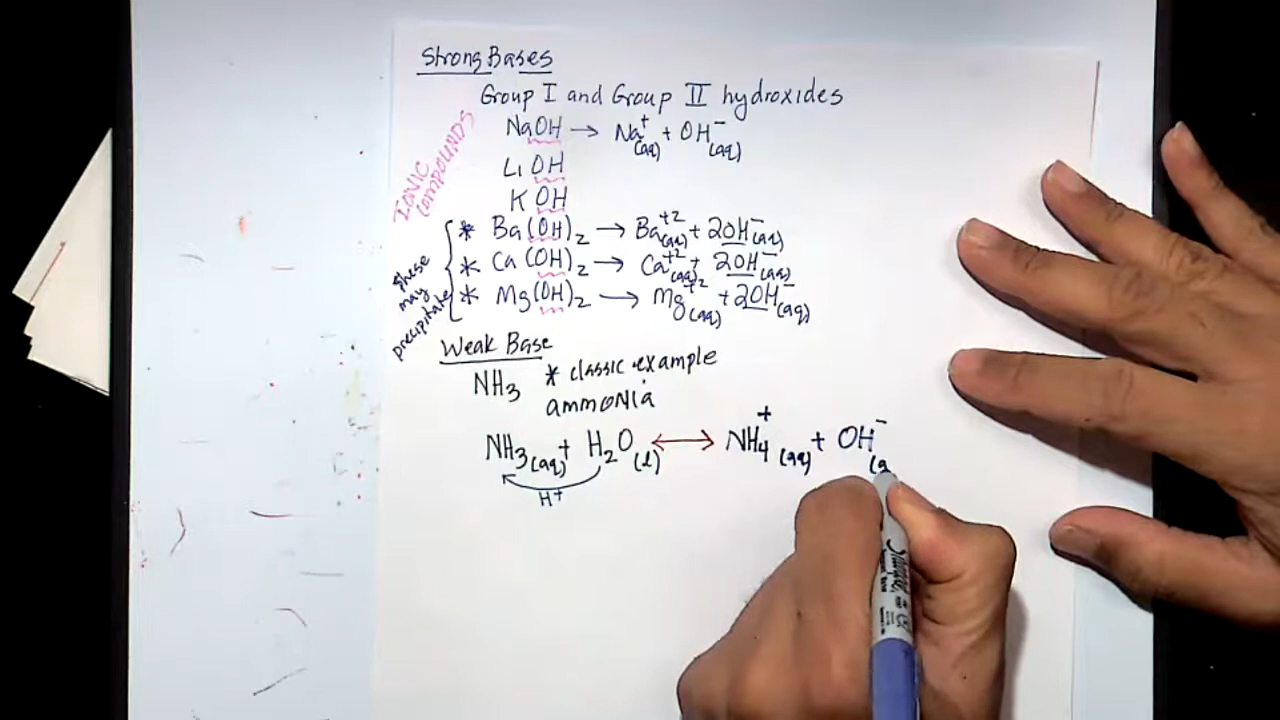 Strong Bases
Group I and Group II hydroxides
IONIC COMPOUNDS
NaOH → Na⁺(aq) + OH⁻(aq)
LiOH
KOH
* Ba(OH)₂ → Ba⁺²(aq) + 2OH⁻(aq)
* Ca(OH)₂ → Ca⁺²(aq) + 2OH⁻(aq)
* Mg(OH)₂ → Mg⁺²(aq) + 2OH⁻(aq)
these may precipitate
Weak Base
NH₃ * classic example
ammonia
NH₃(aq) + H₂O(l) ↔ NH₄⁺(aq) + OH⁻(a
H⁺